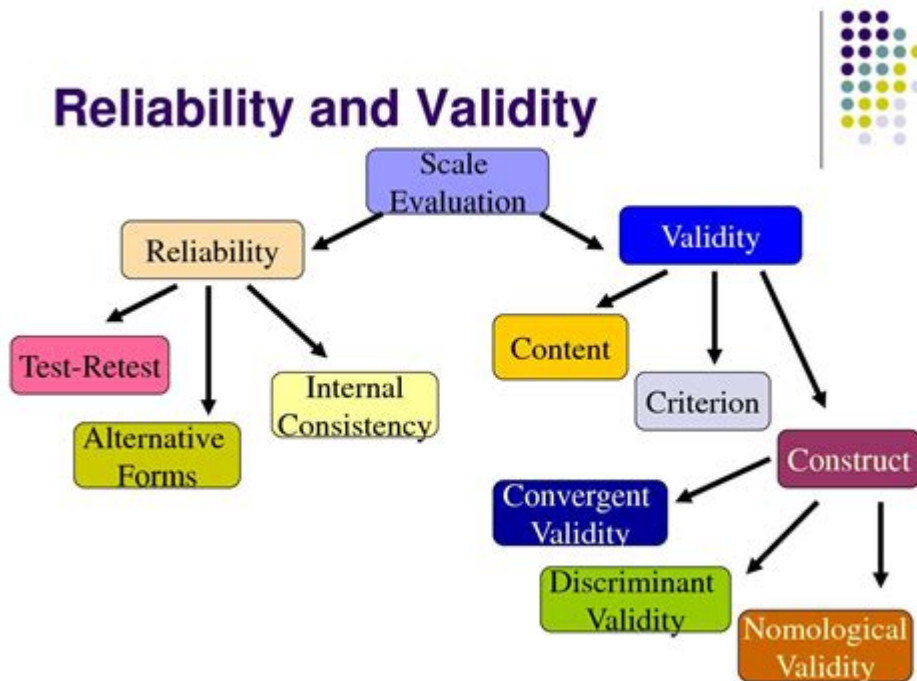 Reliability and Validity
Scale
Evaluation
Reliability
Validity
Test-Retest
Alternative
Forms
Internal
Consistency
Content
Criterion
Construct
Convergent
Validity
Discriminant
Validity
Nomological
Validity